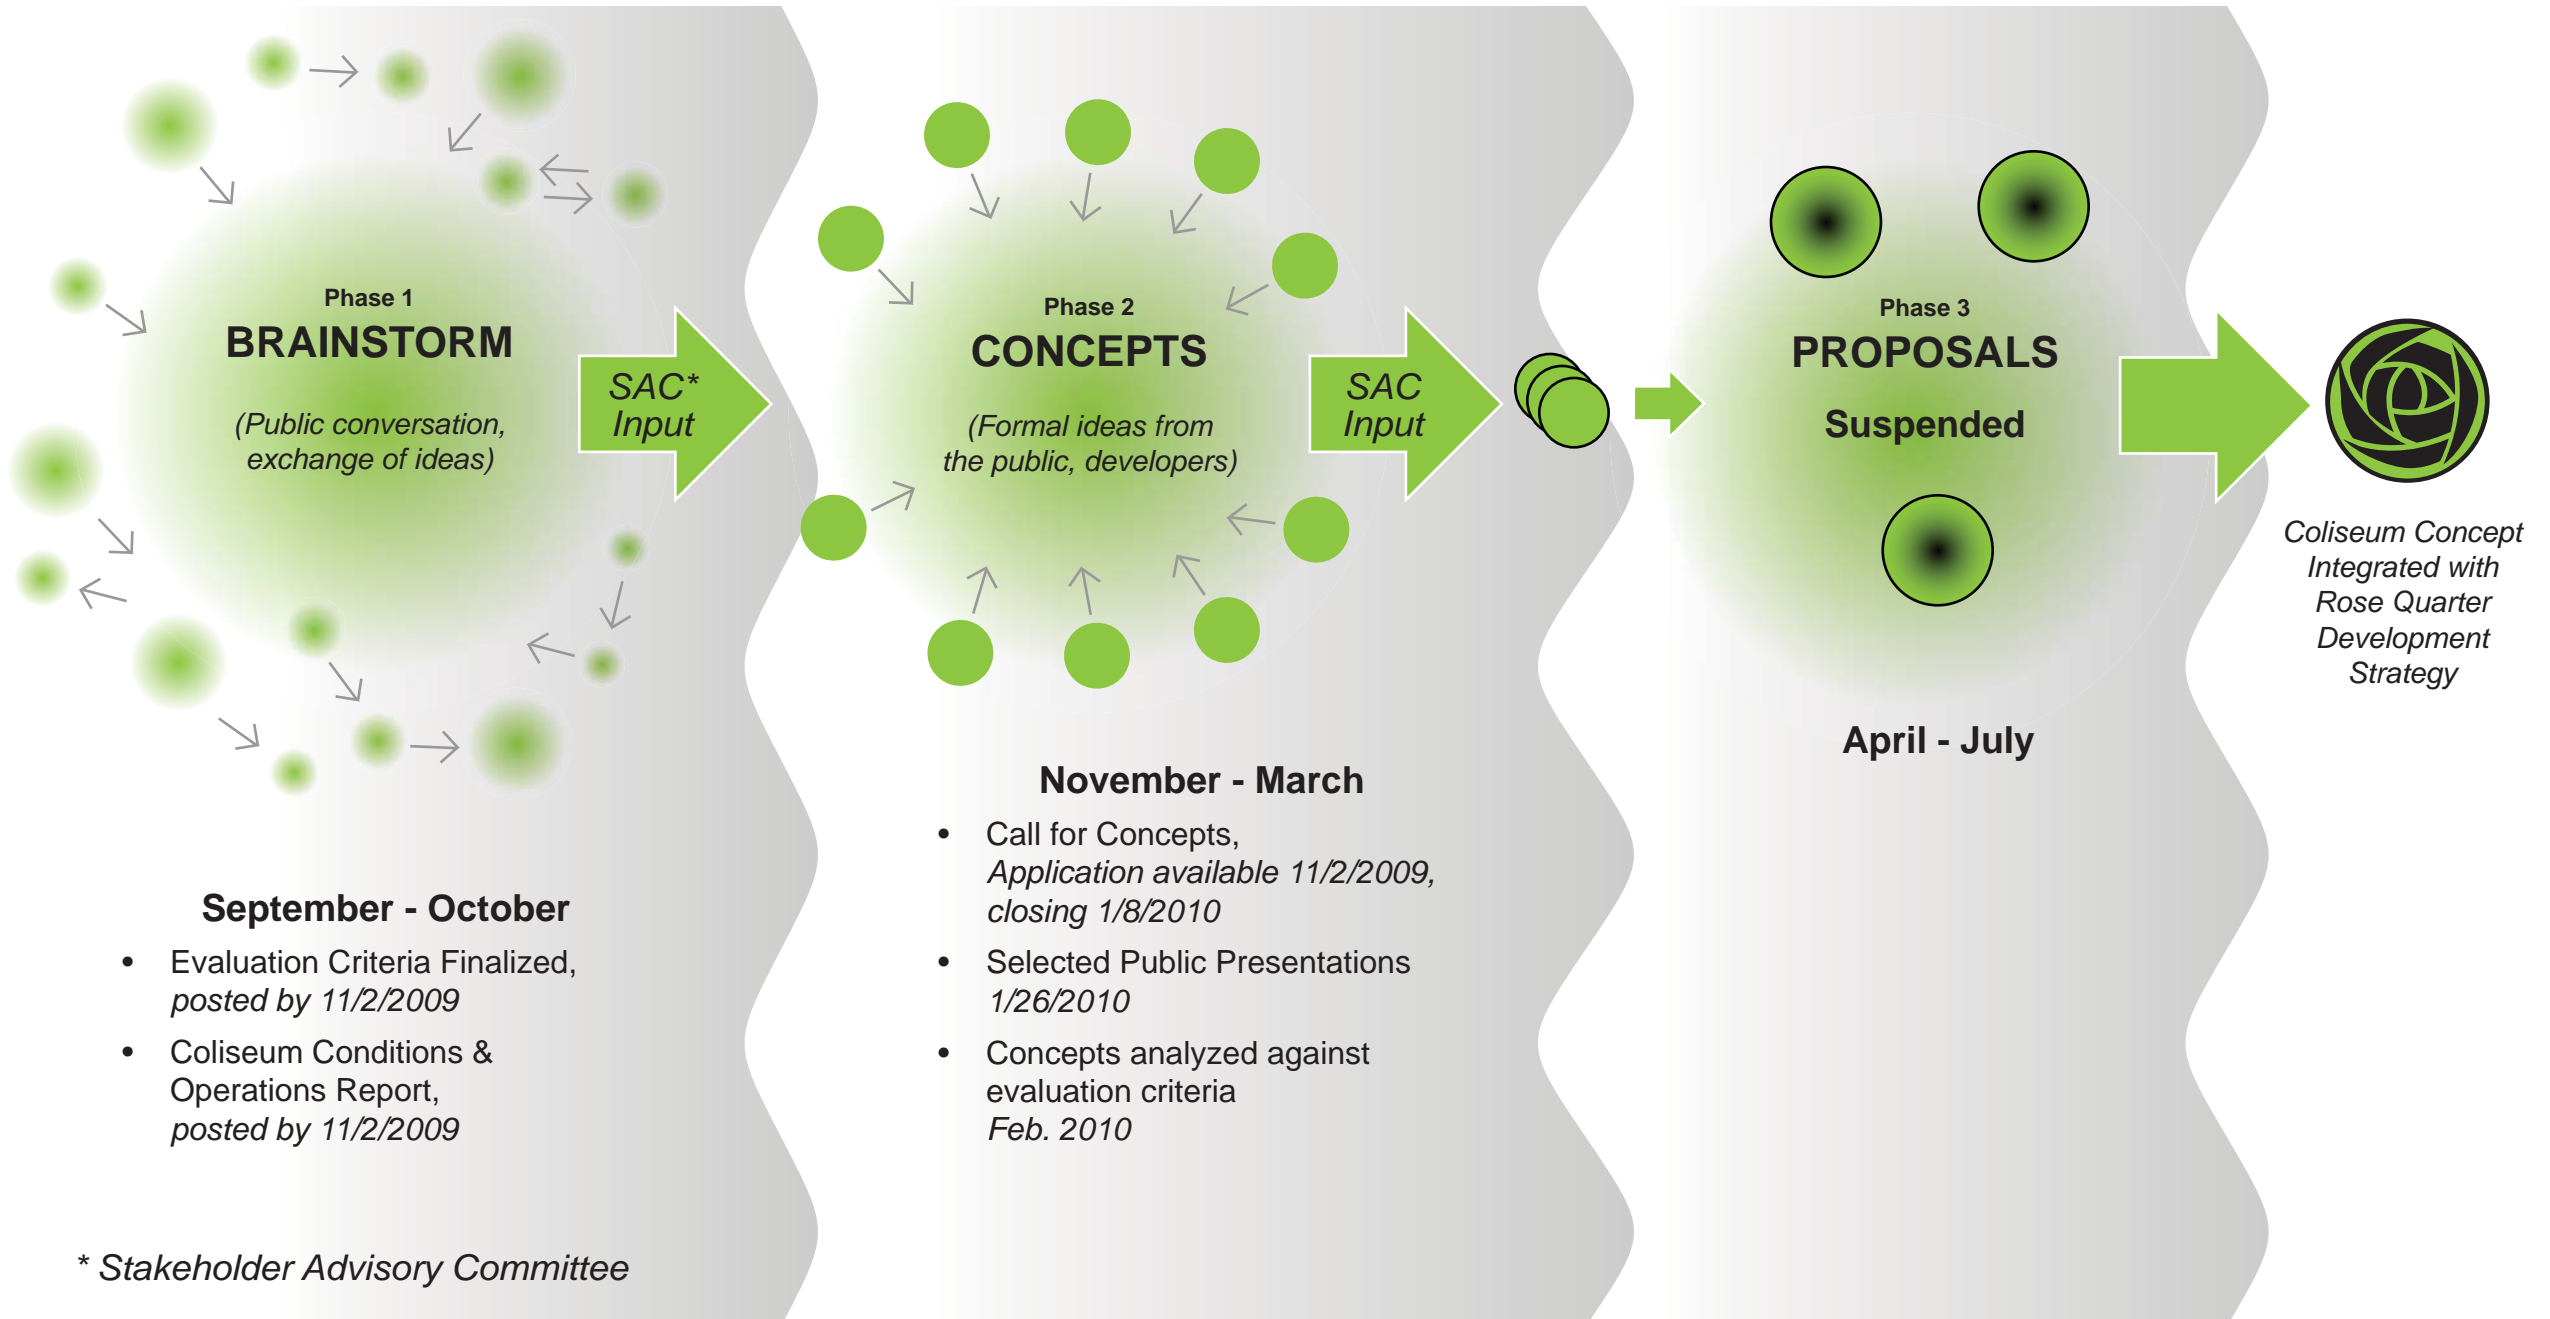 Phase 1
BRAINSTORM
(Public conversation,
exchange of ideas)
SAC*
Input
September - October
• Evaluation Criteria Finalized,
posted by 11/2/2009
• Coliseum Conditions &
Operations Report,
posted by 11/2/2009
* Stakeholder Advisory Committee
Phase 2
CONCEPTS
(Formal ideas from
the public, developers)
SAC
Input
November - March
• Call for Concepts,
Application available 11/2/2009,
closing 1/8/2010
• Selected Public Presentations
1/26/2010
• Concepts analyzed against
evaluation criteria
Feb. 2010
Phase 3
PROPOSALS
Suspended
April - July
Coliseum Concept
Integrated with
Rose Quarter
Development
Strategy